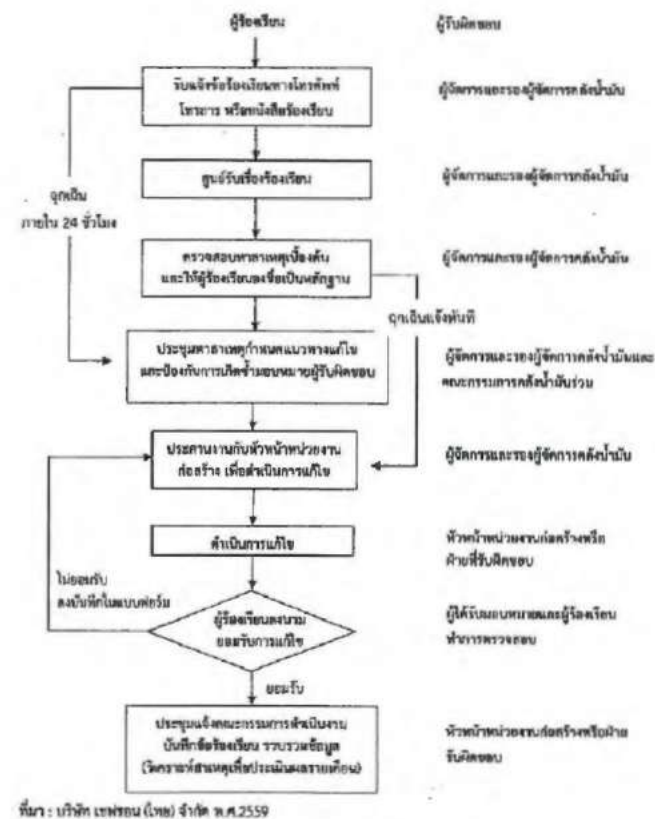 ผู้ร้องเรียน
ผู้รับผิดชอบ
รับแจ้งข้อร้องเรียนทางโทรศัพท์
โทรสาร หรือหนังสือร้องเรียน
ผู้จัดการและรองผู้จัดการคลังน้ำมัน
ศูนย์รับเรื่องร้องเรียน
ผู้จัดการและรองผู้จัดการคลังน้ำมัน
ฉุกเฉิน
ภายใน 24 ชั่วโมง
ตรวจสอบหาสาเหตุเบื้องต้น
และให้ผู้ร้องเรียนลงชื่อเป็นหลักฐาน
ผู้จัดการและรองผู้จัดการคลังน้ำมัน
ฉุกเฉินแจ้งทันที
ประชุมหาสาเหตุกำหนดแนวทางแก้ไข
และป้องกันการเกิดซ้ำมอบหมายผู้รับผิดชอบ
ผู้จัดการและรองผู้จัดการคลังน้ำมันและ
คณะกรรมการคลังน้ำมันร่วม
ประสานงานกับหัวหน้าหน่วยงาน
ก่อสร้าง เพื่อดำเนินการแก้ไข
ผู้จัดการและรองผู้จัดการคลังน้ำมัน
ดำเนินการแก้ไข
หัวหน้าหน่วยงานก่อสร้างหรือ
ฝ่ายที่รับผิดชอบ
ไม่ยอมรับ
ลงบันทึกในแบบฟอร์ม
ผู้ร้องเรียนลงนาม
ยอมรับการแก้ไข
ผู้ได้รับมอบหมายและผู้ร้องเรียน
ทำการตรวจสอบ
ยอมรับ
ประชุมแจ้งคณะกรรมการดำเนินงาน
บันทึกข้อร้องเรียน รวบรวมข้อมูล
(วิเคราะห์สาเหตุเพื่อประเมินผลรายเดือน)
หัวหน้าหน่วยงานก่อสร้างหรือฝ่าย
รับผิดชอบ
ที่มา : บริษัท เชฟรอน (ไทย) จำกัด พ.ศ.2559